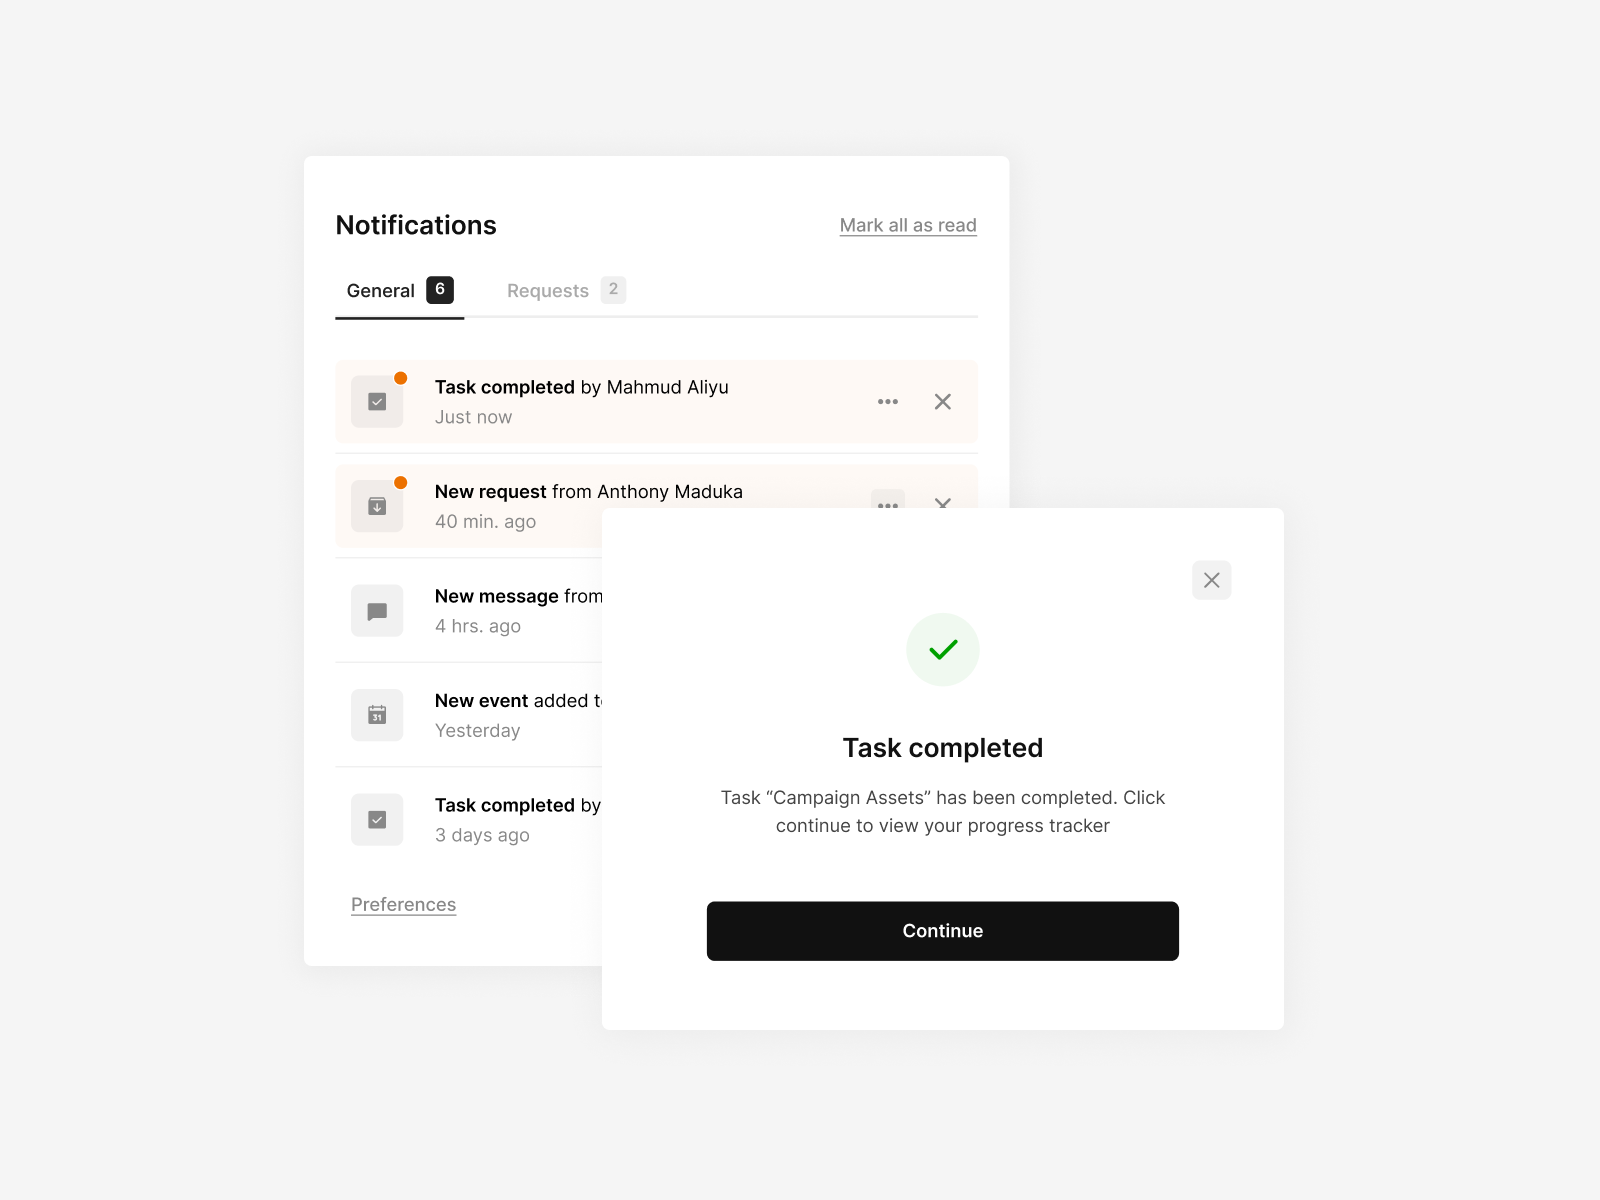 Notifications
Mark all as read
General 6
Requests 2
Task completed by Mahmud Aliyu
Just now
New request from Anthony Maduka
40 min. ago
New message from
4 hrs. ago
New event added
31
Yesterday
Task completed by
3 days ago
Preferences
Task completed
Task “Campaign Assets” has been completed. Click
continue to view your progress tracker
Continue